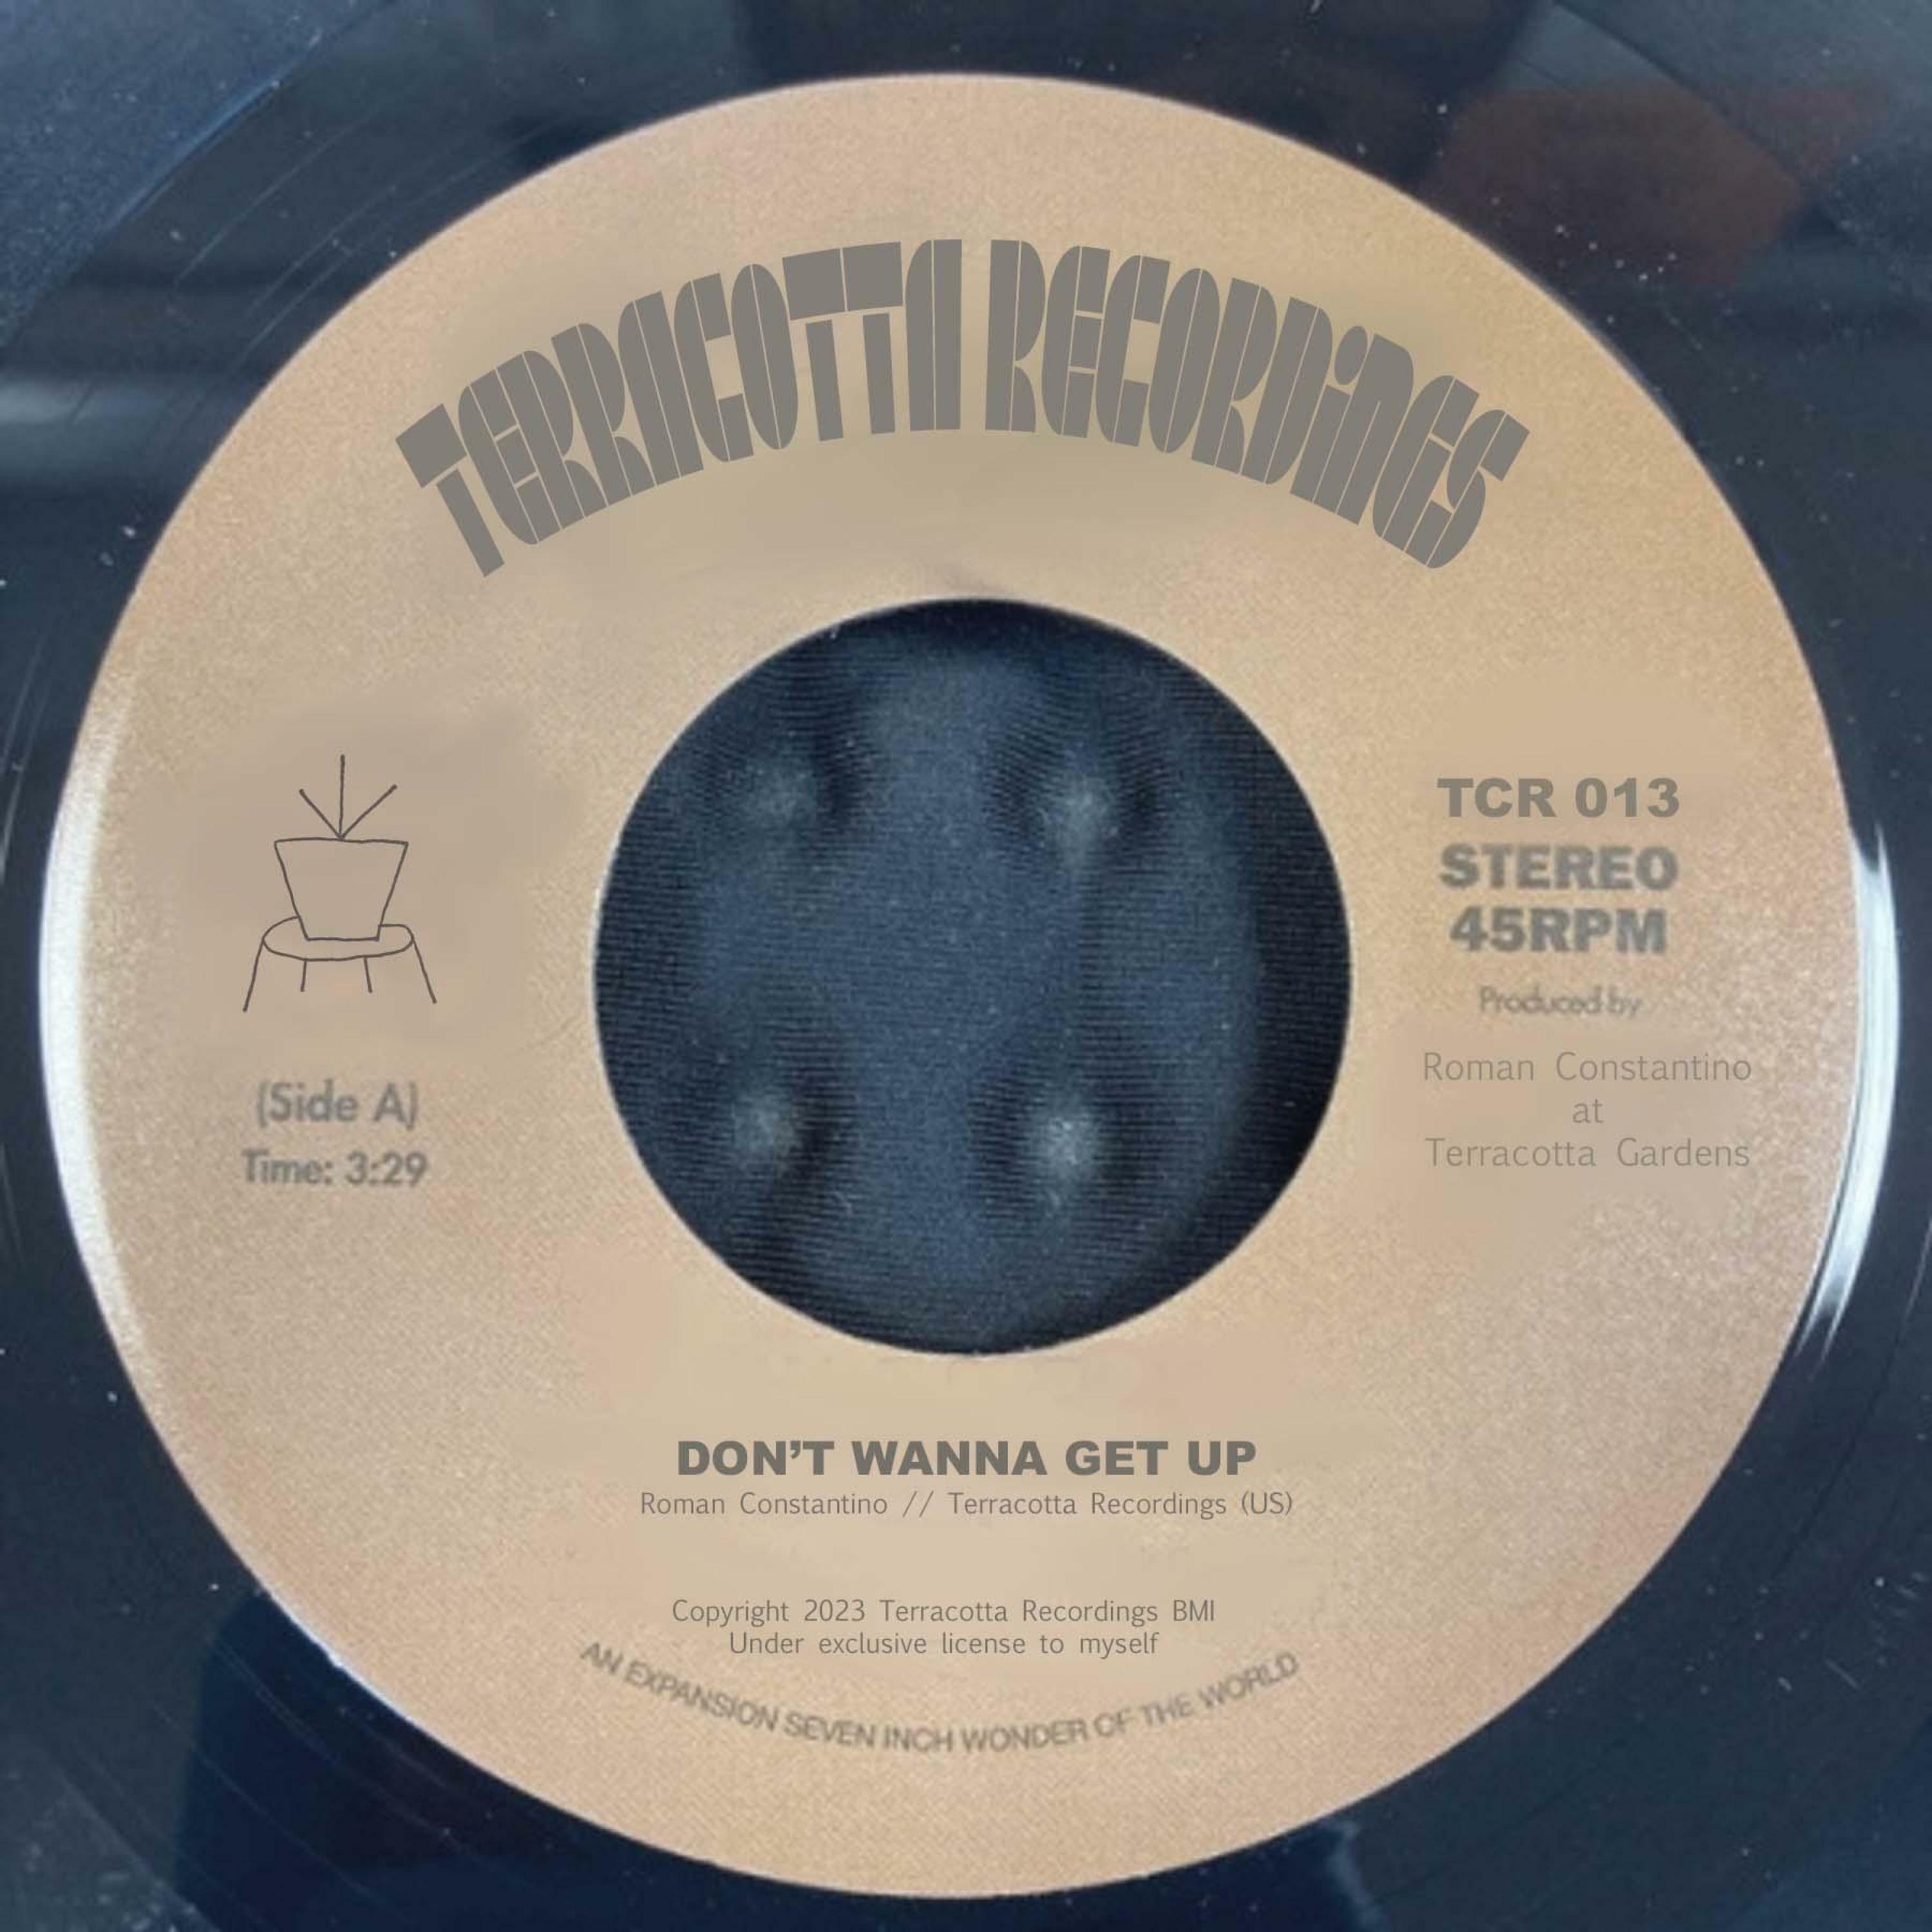 TERRACOTTA RECORDiNGS
(Side A)
Time: 3:29
TCR 013
STEREO
45RPM
Produced by
Roman Constantino
at
Terracotta Gardens
DON'T WANNA GET UP
Roman Constantino // Terracotta Recordings (US)
Copyright 2023 Terracotta Recordings BMI
Under exclusive license to myself
AN EXPANSION SEVEN INCH WONDER OF THE WORLD